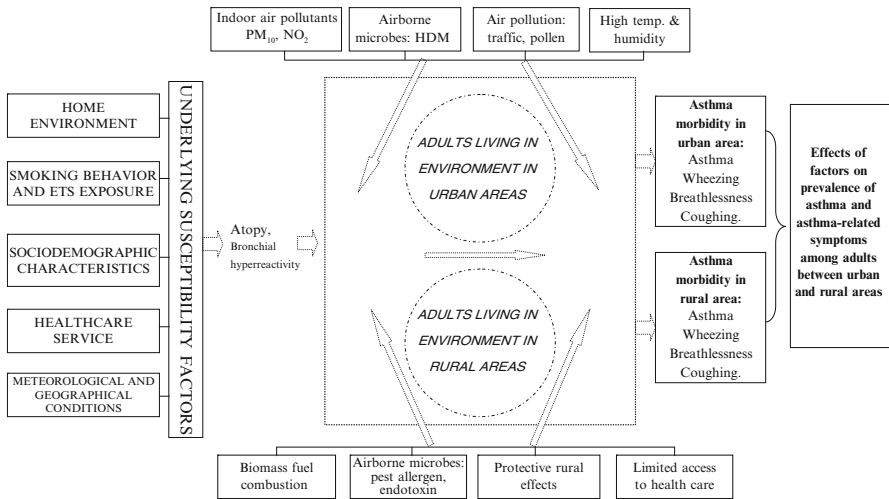 Indoor air pollutants
PM₁₀, NO₂
Airborne
microbes: HDM
Air pollution:
traffic, pollen
High temp. &
humidity
HOME
ENVIRONMENT
SMOKING BEHAVIOR
AND ETS EXPOSURE
SOCIODEMOGRAPHIC
CHARACTERISTICS
HEALTHCARE
SERVICE
METEOROLOGICAL AND
GEOGRAPHICAL
CONDITIONS
UNDERLYING SUSCEPTIBILITY FACTORS
Atopy,
Bronchial
hyperreactivity
ADULTS LIVING IN
ENVIRONMENT IN
URBAN AREAS
ADULTS LIVING IN
ENVIRONMENT IN
RURAL AREAS
Asthma
morbidity in
urban area:
Asthma
Wheezing
Breathlessness
Coughing.
Asthma
morbidity in
rural area:
Asthma
Wheezing
Breathlessness
Coughing.
Effects of
factors on
prevalence of
asthma and
asthma-related
symptoms
among adults
between urban
and rural areas
Biomass fuel
combustion
Airborne microbes:
pest allergen,
endotoxin
Protective rural
effects
Limited access
to health care